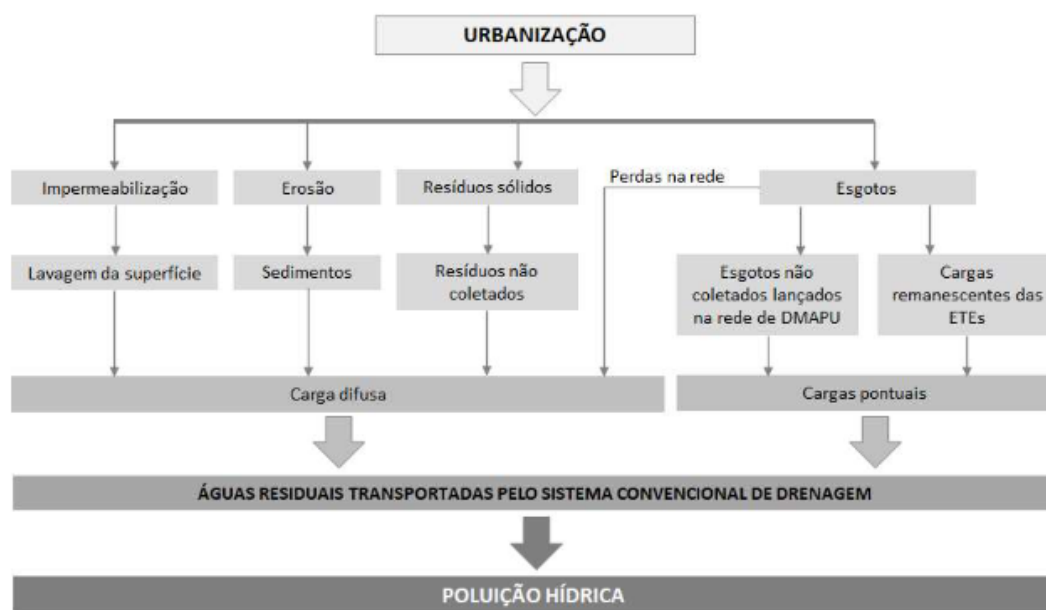 URBANIZAÇÃO
Impermeabilização
Erosão
Resíduos sólidos
Perdas na rede
Esgotos
Lavagem da superfície
Sedimentos
Resíduos não
coletados
Esgotos não
coletados lançados
na rede de DMAPU
Cargas
remanescentes das
ETEs
Carga difusa
Cargas pontuais
ÁGUAS RESIDUAIS TRANSPORTADAS PELO SISTEMA CONVENCIONAL DE DRENAGEM
POLUIÇÃO HÍDRICA